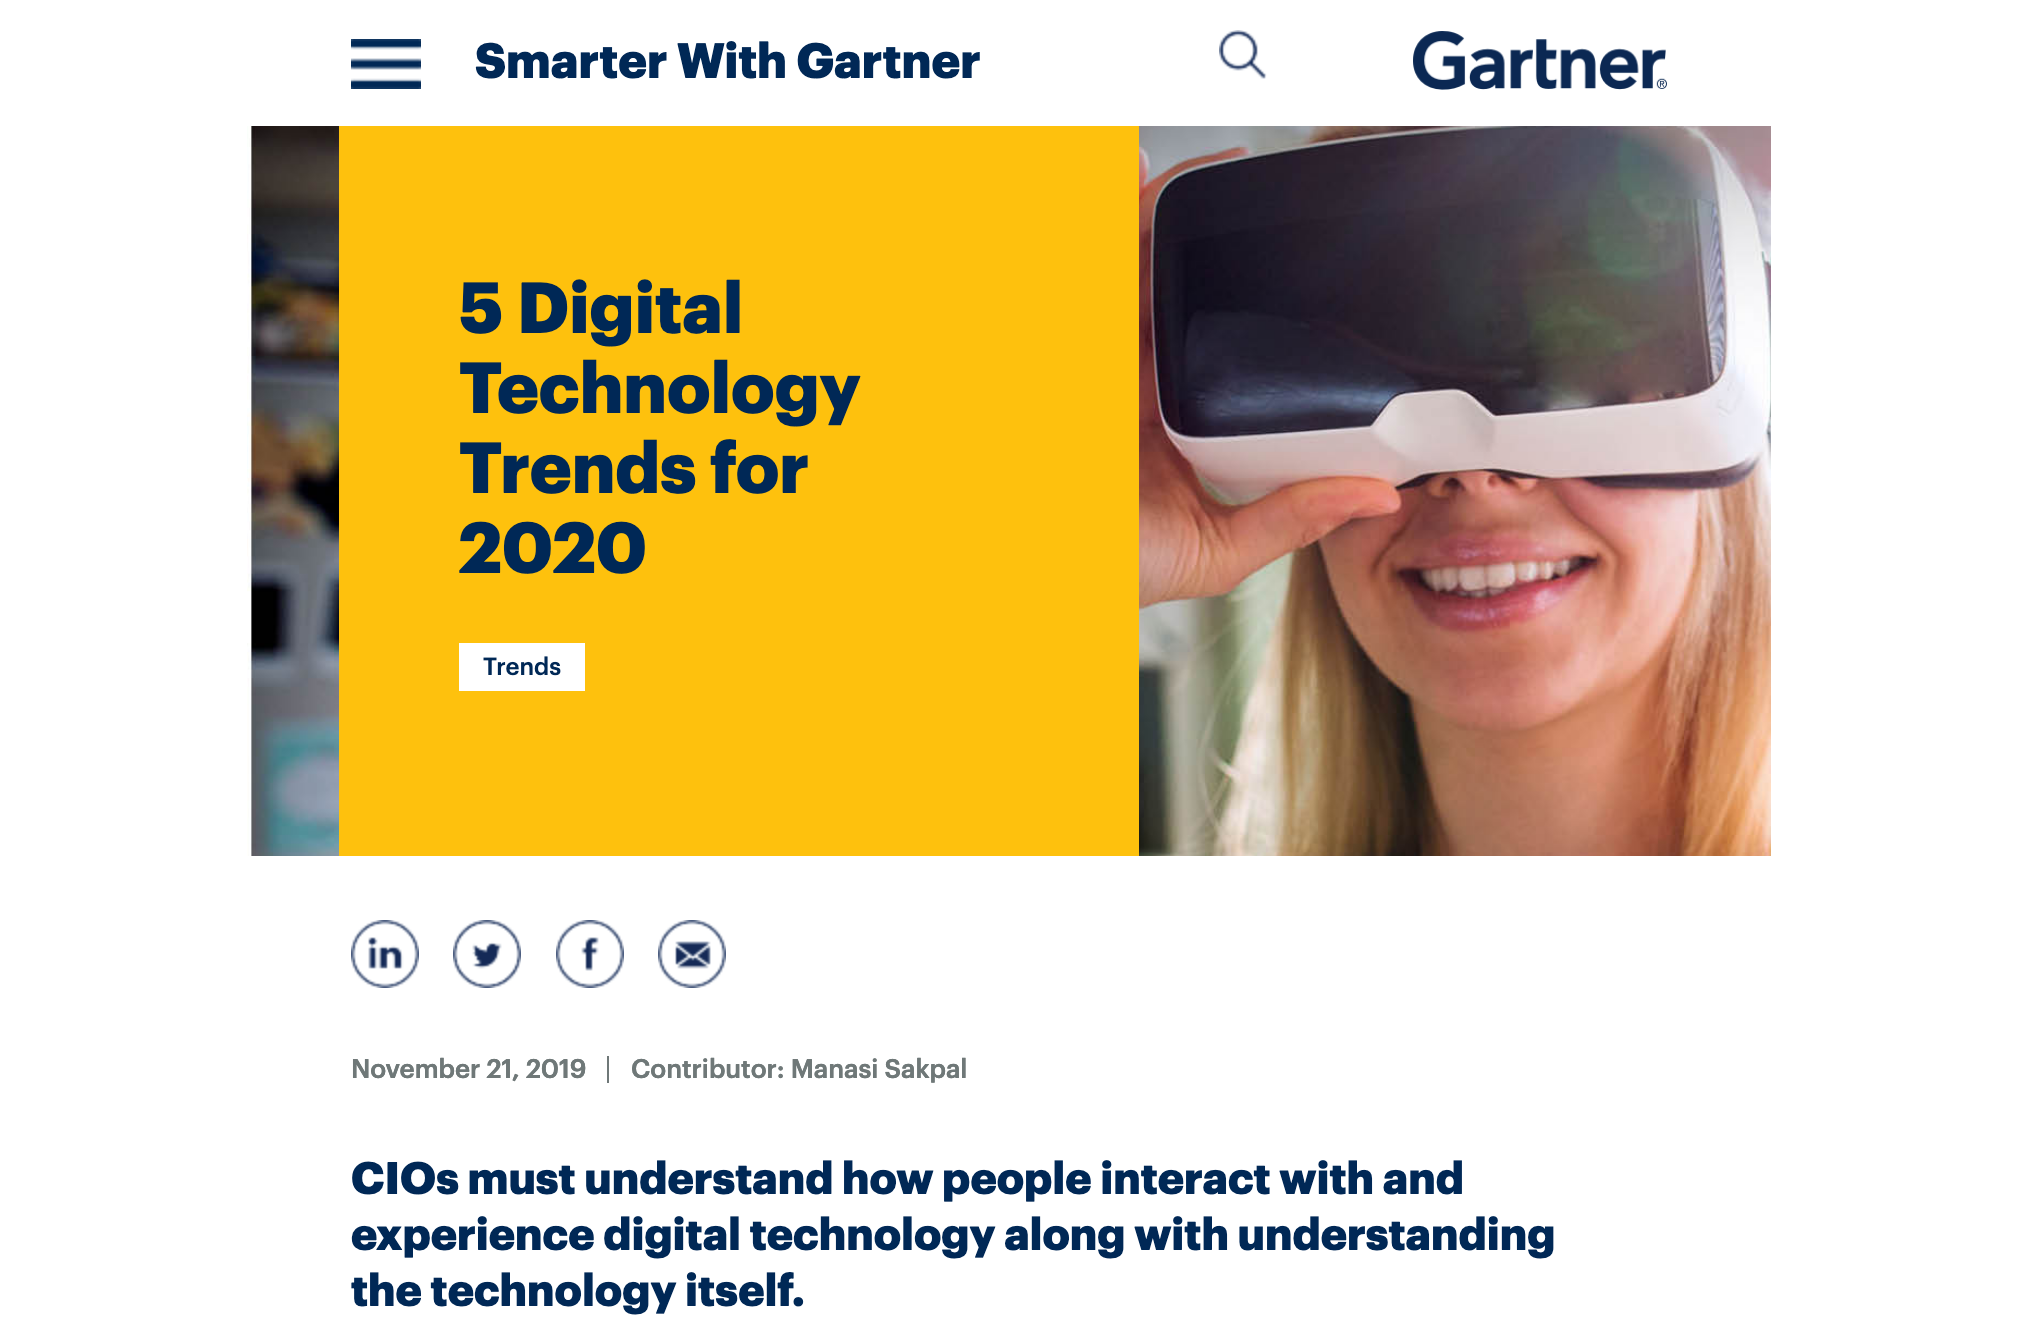 Smarter With Gartner
Gartner®
5 Digital
Technology
Trends for
2020
Trends
in
f
November 21, 2019 | Contributor: Manasi Sakpal
CIOs must understand how people interact with and
experience digital technology along with understanding
the technology itself.